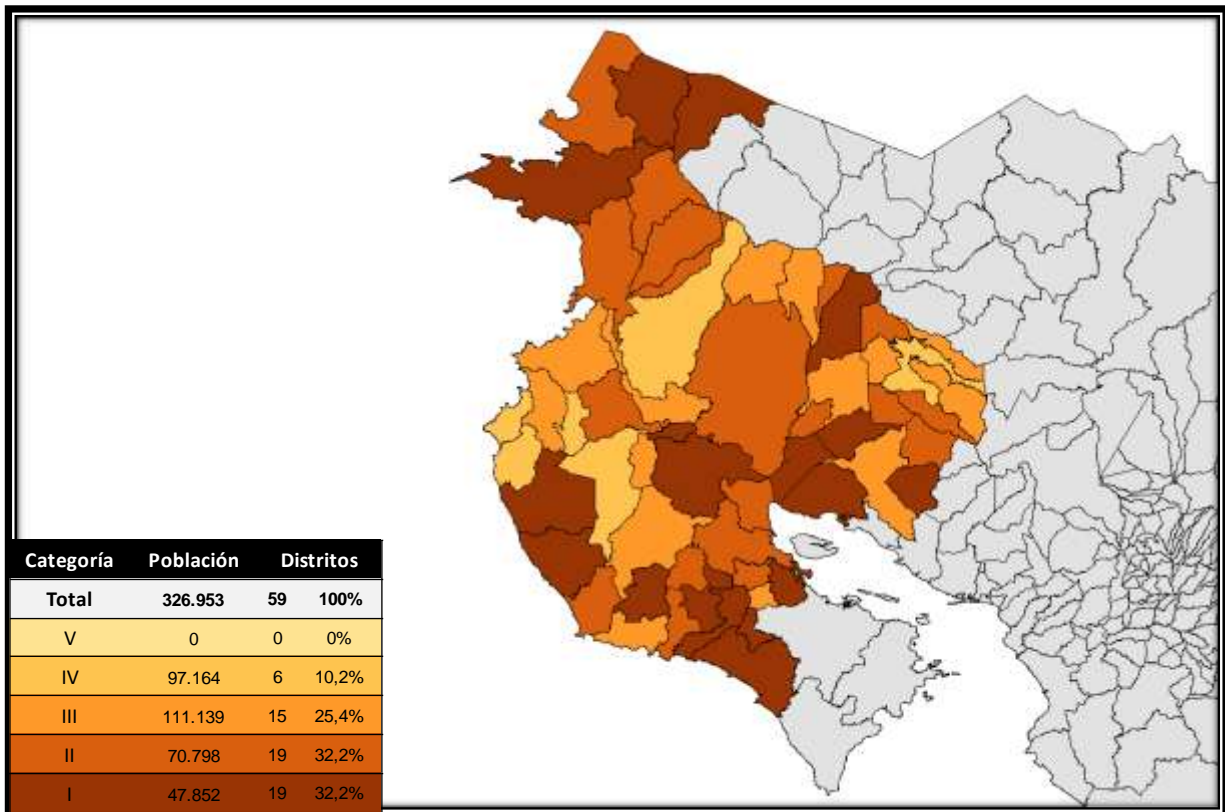 Categoría Población Distritos
Total 326.953 59 100%
V 0 0 0%
IV 97.164 6 10,2%
III 111.139 15 25,4%
II 70.798 19 32,2%
I 47.852 19 32,2%